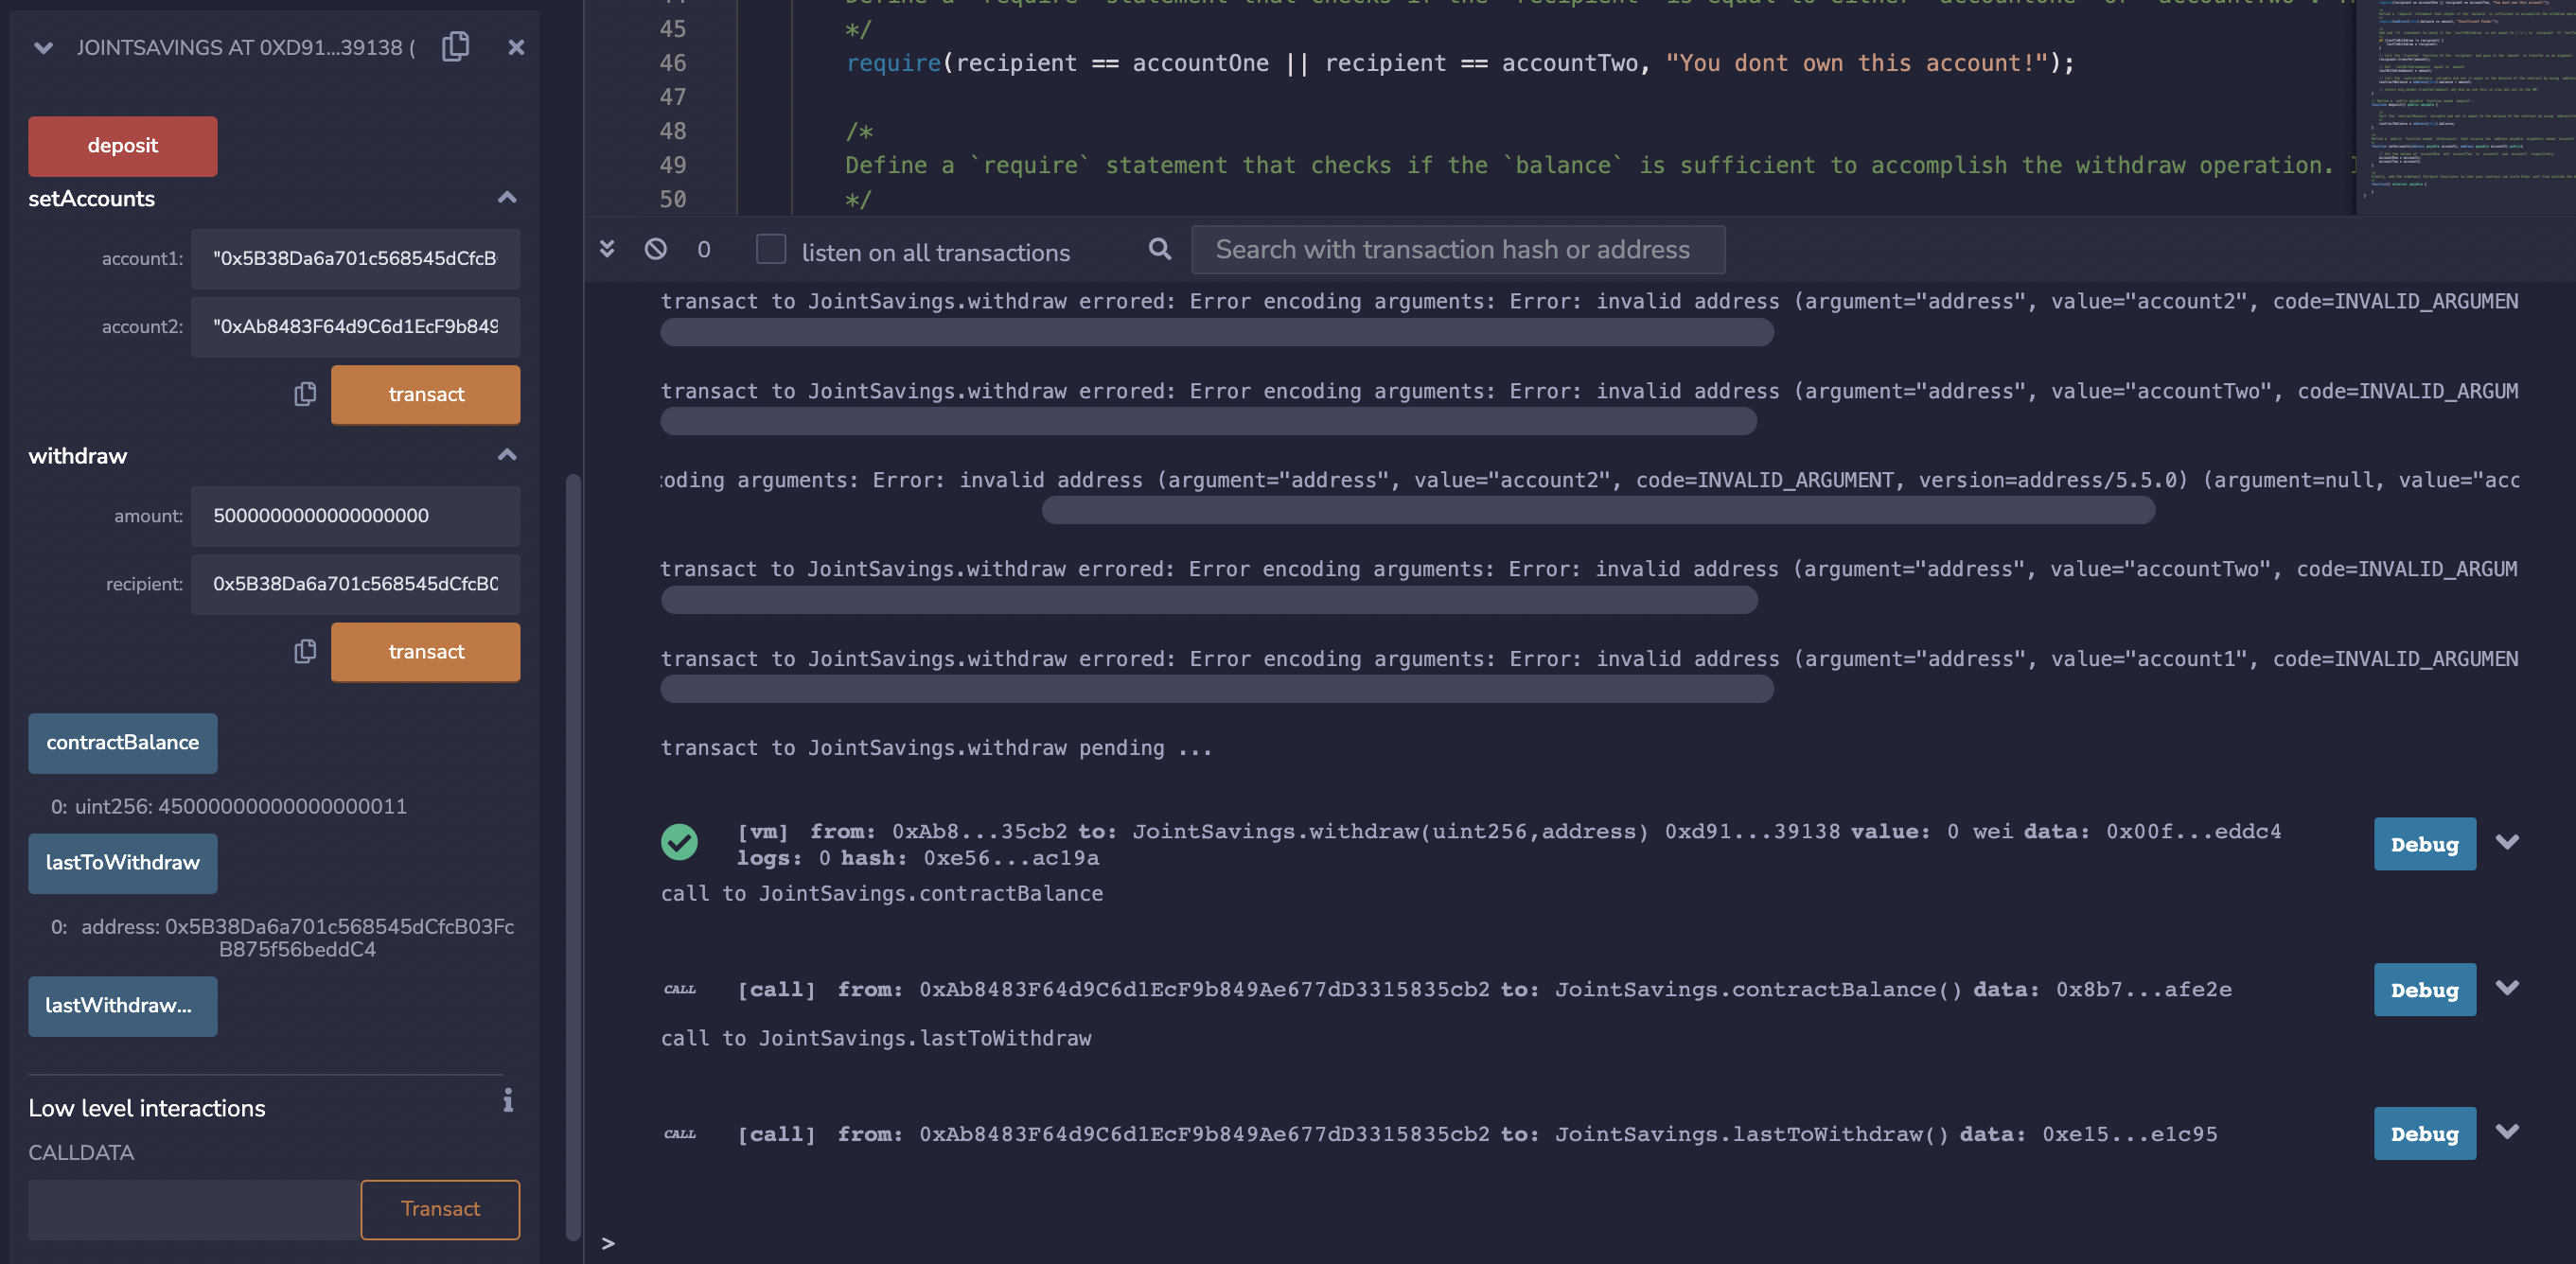 JOINTSAVINGS AT 0XD91...39138 (
deposit
setAccounts
account1: "0x5B38Da6a701c568545dCfcB
account2: "0xAb8483F64d9C6d1EcF9b849
transact
withdraw
amount: 5000000000000000000
recipient: 0x5B38Da6a701c568545dCfcB0
transact
contractBalance
0: uint256: 45000000000000000011
lastToWithdraw
0: address: 0x5B38Da6a701c568545dCfcB03Fc
B875f56beddC4
lastWithdraw...
Low level interactions
CALLDATA
Transact
45 */
46 require(recipient == accountOne || recipient == accountTwo, "You dont own this account!");
47
48 /*
49 Define a `require` statement that checks if the `balance` is sufficient to accomplish the withdraw operation.
50 */
0 listen on all transactions Search with transaction hash or address
transact to JointSavings.withdraw errored: Error encoding arguments: Error: invalid address (argument="address", value="account2", code=INVALID_ARGUMEN
transact to JointSavings.withdraw errored: Error encoding arguments: Error: invalid address (argument="address", value="accountTwo", code=INVALID_ARGUM
coding arguments: Error: invalid address (argument="address", value="account2", code=INVALID_ARGUMENT, version=address/5.5.0) (argument=null, value="acc
transact to JointSavings.withdraw errored: Error encoding arguments: Error: invalid address (argument="address", value="accountTwo", code=INVALID_ARGUM
transact to JointSavings.withdraw errored: Error encoding arguments: Error: invalid address (argument="address", value="account1", code=INVALID_ARGUMEN
transact to JointSavings.withdraw pending ...
[vm] from: 0xAb8...35cb2 to: JointSavings.withdraw(uint256,address) 0xd91...39138 value: 0 wei data: 0x00f...eddc4
logs: 0 hash: 0xe56...ac19a
Debug
call to JointSavings.contractBalance
CALL [call] from: 0xAb8483F64d9C6d1EcF9b849Ae677dD3315835cb2 to: JointSavings.contractBalance() data: 0x8b7...afe2e
Debug
call to JointSavings.lastToWithdraw
CALL [call] from: 0xAb8483F64d9C6d1EcF9b849Ae677dD3315835cb2 to: JointSavings.lastToWithdraw() data: 0xe15...e1c95
Debug
>